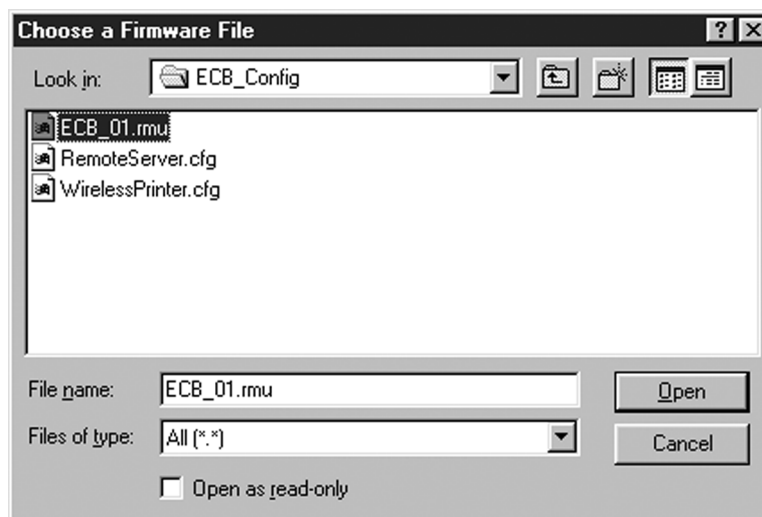 Choose a Firmware File
Look in: ECB_Config
ECB_01.rmu
RemoteServer.cfg
WirelessPrinter.cfg
File name: ECB_01.rmu Open
Files of type: All (*.*) Cancel
Open as read-only